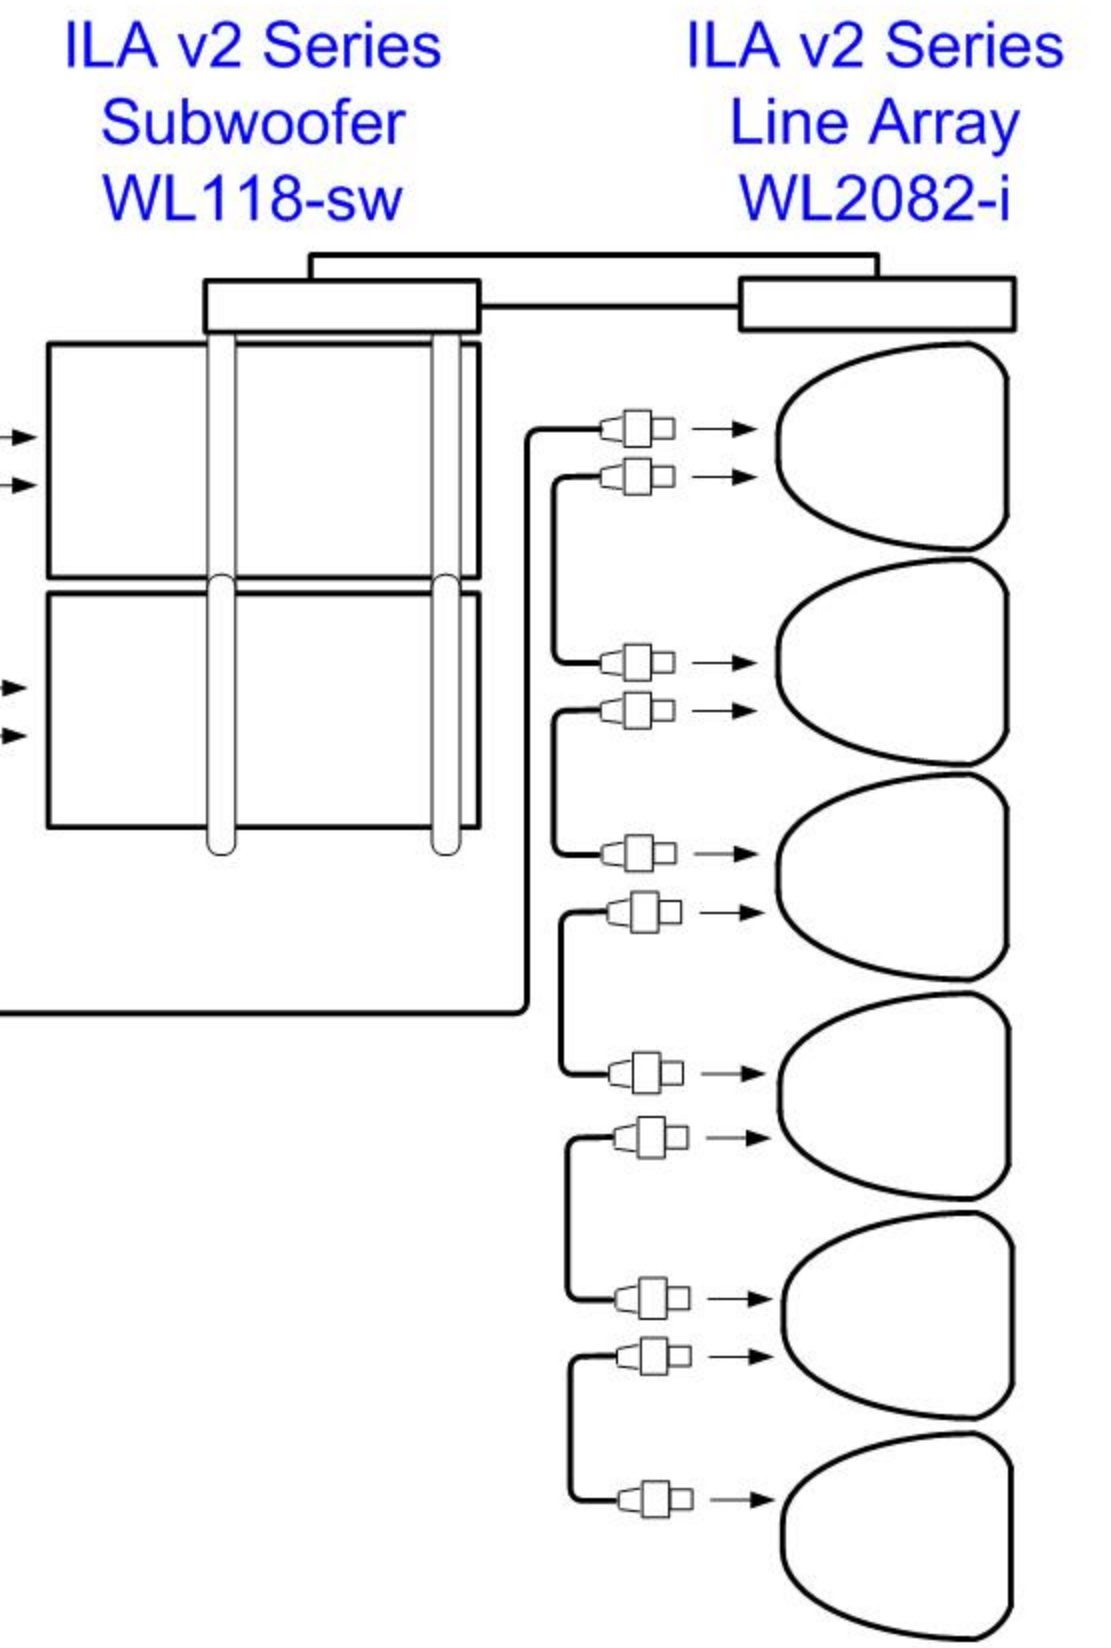 ILA v2 Series
Subwoofer
WL118-sw
ILA v2 Series
Line Array
WL2082-i